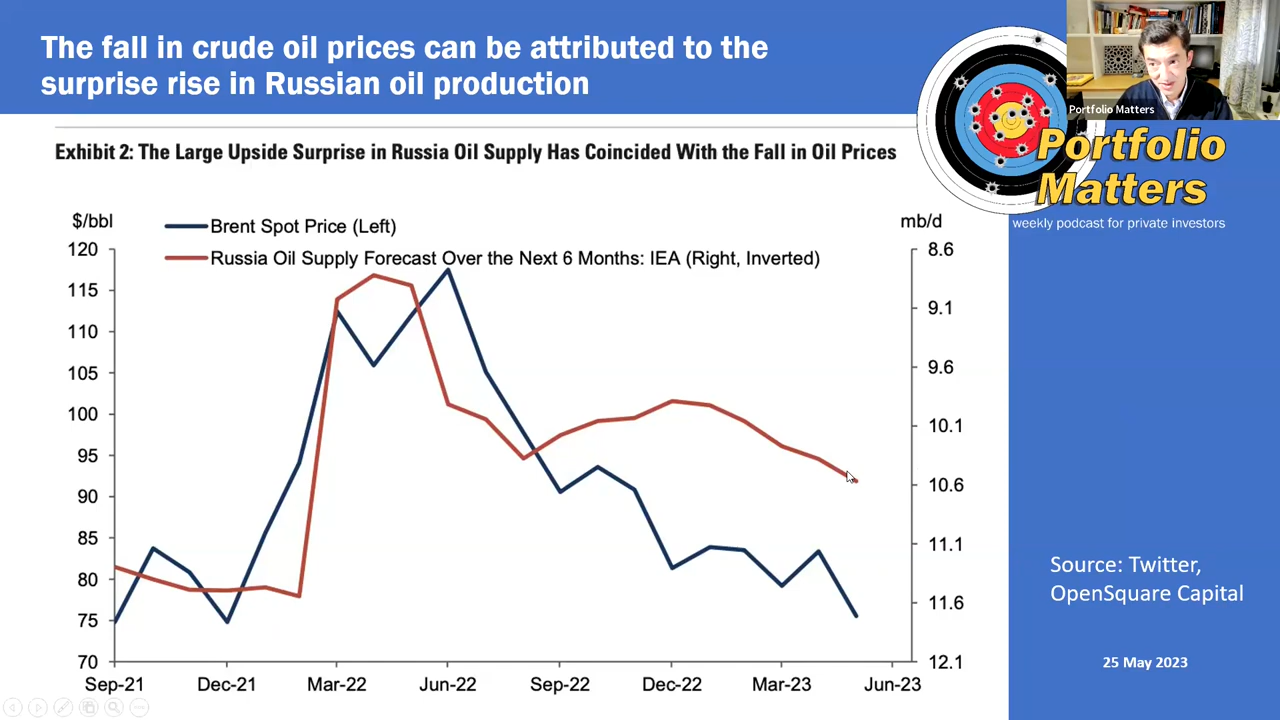 The fall in crude oil prices can be attributed to the
surprise rise in Russian oil production
Portfolio Matters
Portfolio
Matters
weekly podcast for private investors
Exhibit 2: The Large Upside Surprise in Russia Oil Supply Has Coincided With the Fall in Oil Prices
$/bbl
mb/d
Brent Spot Price (Left)
Russia Oil Supply Forecast Over the Next 6 Months: IEA (Right, Inverted)
120
115
110
105
100
95
90
85
80
75
70
8.6
9.1
9.6
10.1
10.6
11.1
11.6
12.1
Sep-21 Dec-21 Mar-22 Jun-22 Sep-22 Dec-22 Mar-23 Jun-23
Source: Twitter,
OpenSquare Capital
25 May 2023